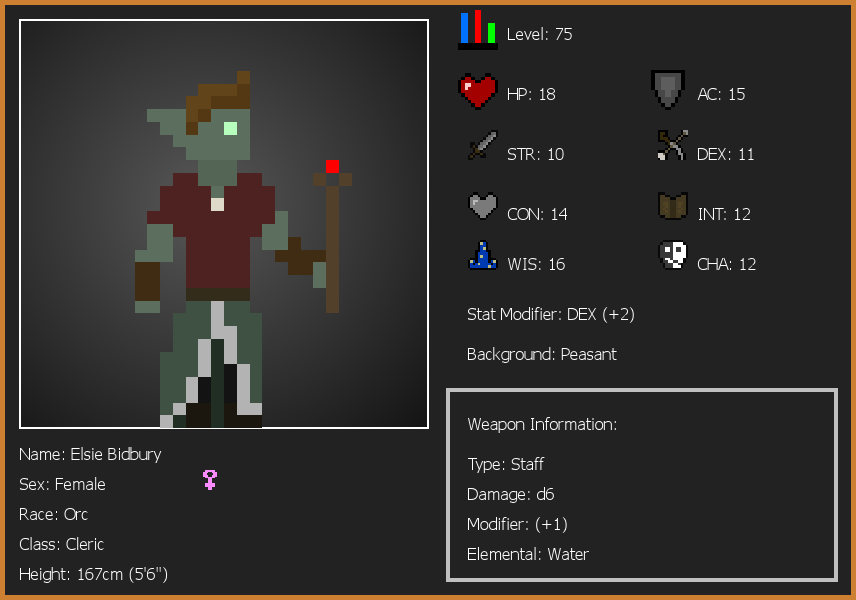 Level: 75
HP: 18
AC: 15
STR: 10
DEX: 11
CON: 14
INT: 12
WIS: 16
CHA: 12
Stat Modifier: DEX (+2)
Background: Peasant
Weapon Information:
Type: Staff
Damage: d6
Modifier: (+1)
Elemental: Water
Name: Elsie Bidbury
Sex: Female
Race: Orc
Class: Cleric
Height: 167cm (5'6")